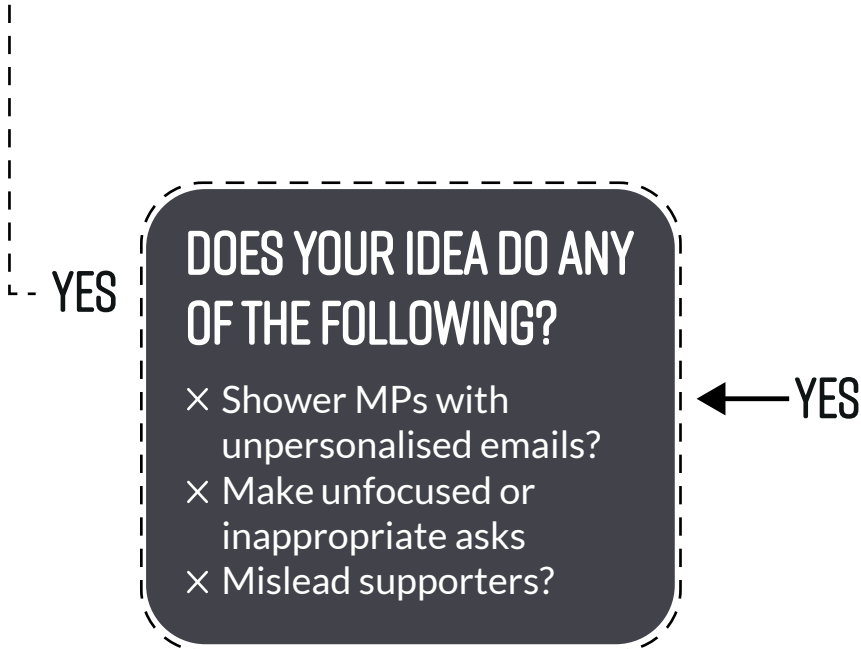 DOES YOUR IDEA DO ANY
OF THE FOLLOWING?
YES
× Shower MPs with
unpersonalised emails?
YES
× Make unfocused or
inappropriate asks
× Mislead supporters?